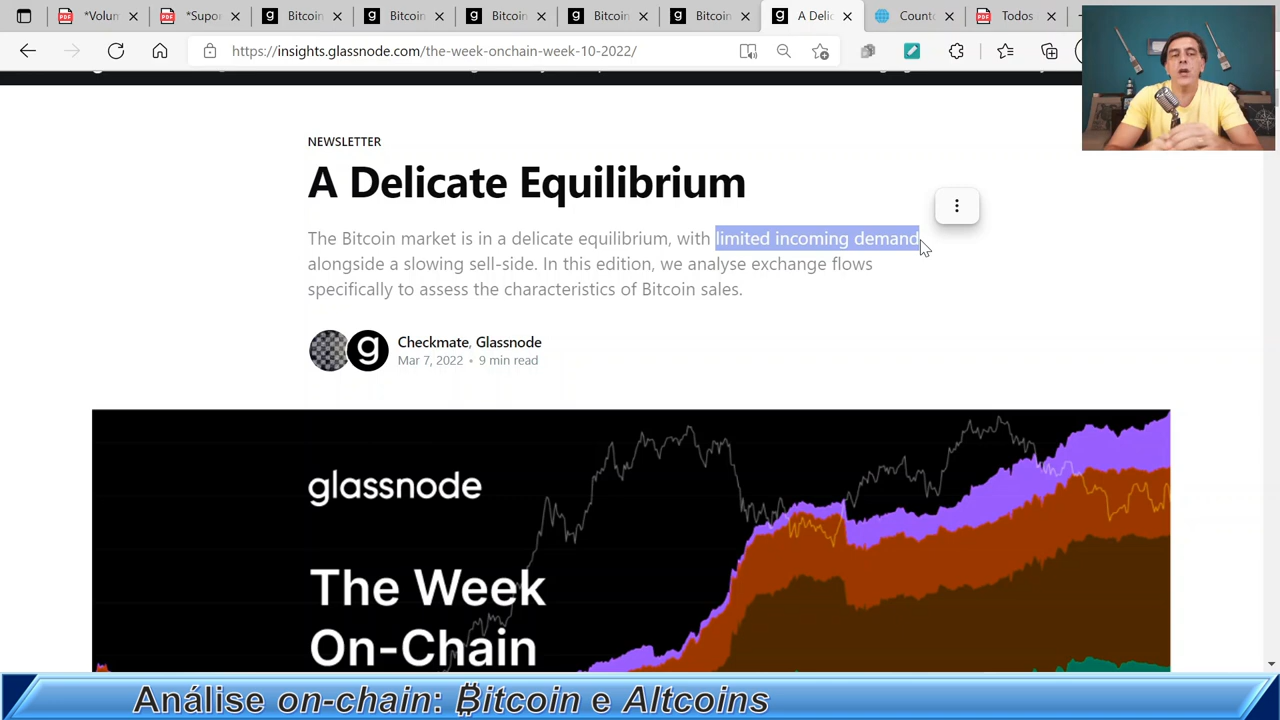 *Volun
*Supor
Bitcoin
Bitcoin
Bitcoin
Bitcoin
Bitcoin
A Delic
Counto
Todos
https://insights.glassnode.com/the-week-onchain-week-10-2022/
NEWSLETTER
A Delicate Equilibrium
The Bitcoin market is in a delicate equilibrium, with limited incoming demand
alongside a slowing sell-side. In this edition, we analyse exchange flows
specifically to assess the characteristics of Bitcoin sales.
Checkmate, Glassnode
Mar 7, 2022 • 9 min read
glassnode
The Week
On-Chain
Análise on-chain: ₿itcoin e Altcoins